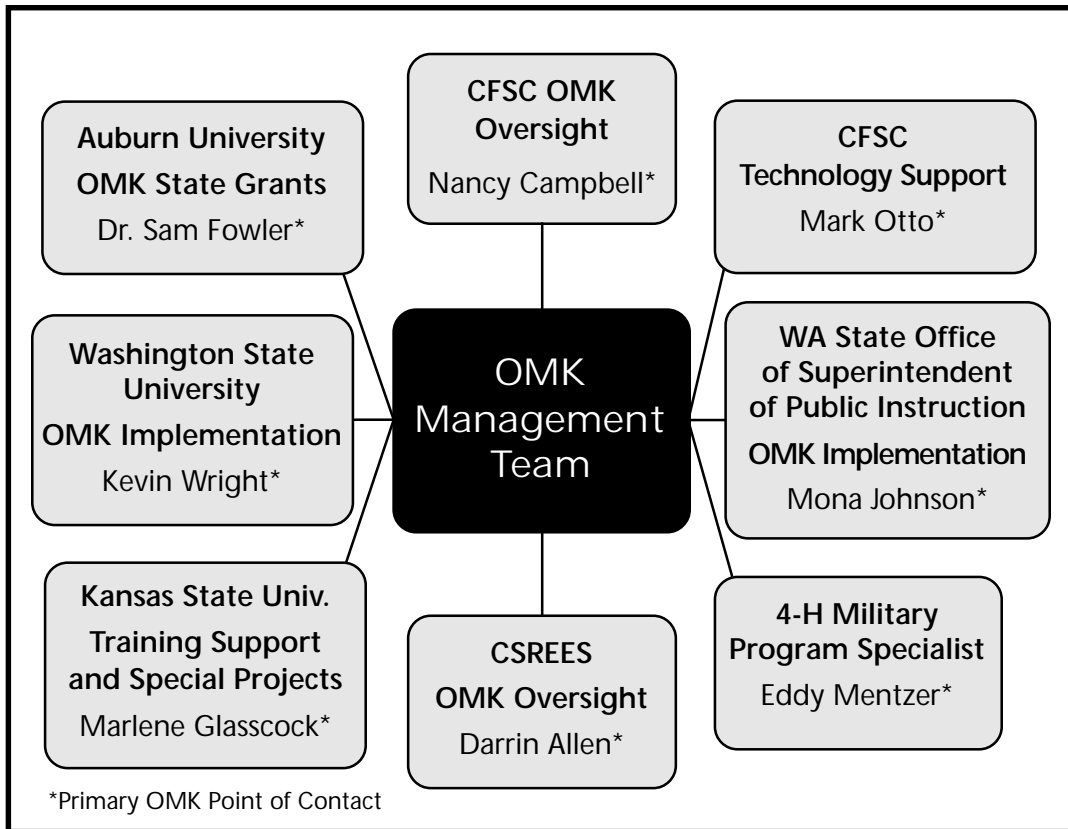 Auburn University
OMK State Grants
Dr. Sam Fowler*
CFSC OMK
Oversight
Nancy Campbell*
CFSC
Technology Support
Mark Otto*
Washington State
University
OMK Implementation
Kevin Wright*
OMK
Management
Team
WA State Office
of Superintendent
of Public Instruction
OMK Implementation
Mona Johnson*
Kansas State Univ.
Training Support
and Special Projects
Marlene Glasscock*
CSREES
OMK Oversight
Darrin Allen*
4-H Military
Program Specialist
Eddy Mentzer*
*Primary OMK Point of Contact